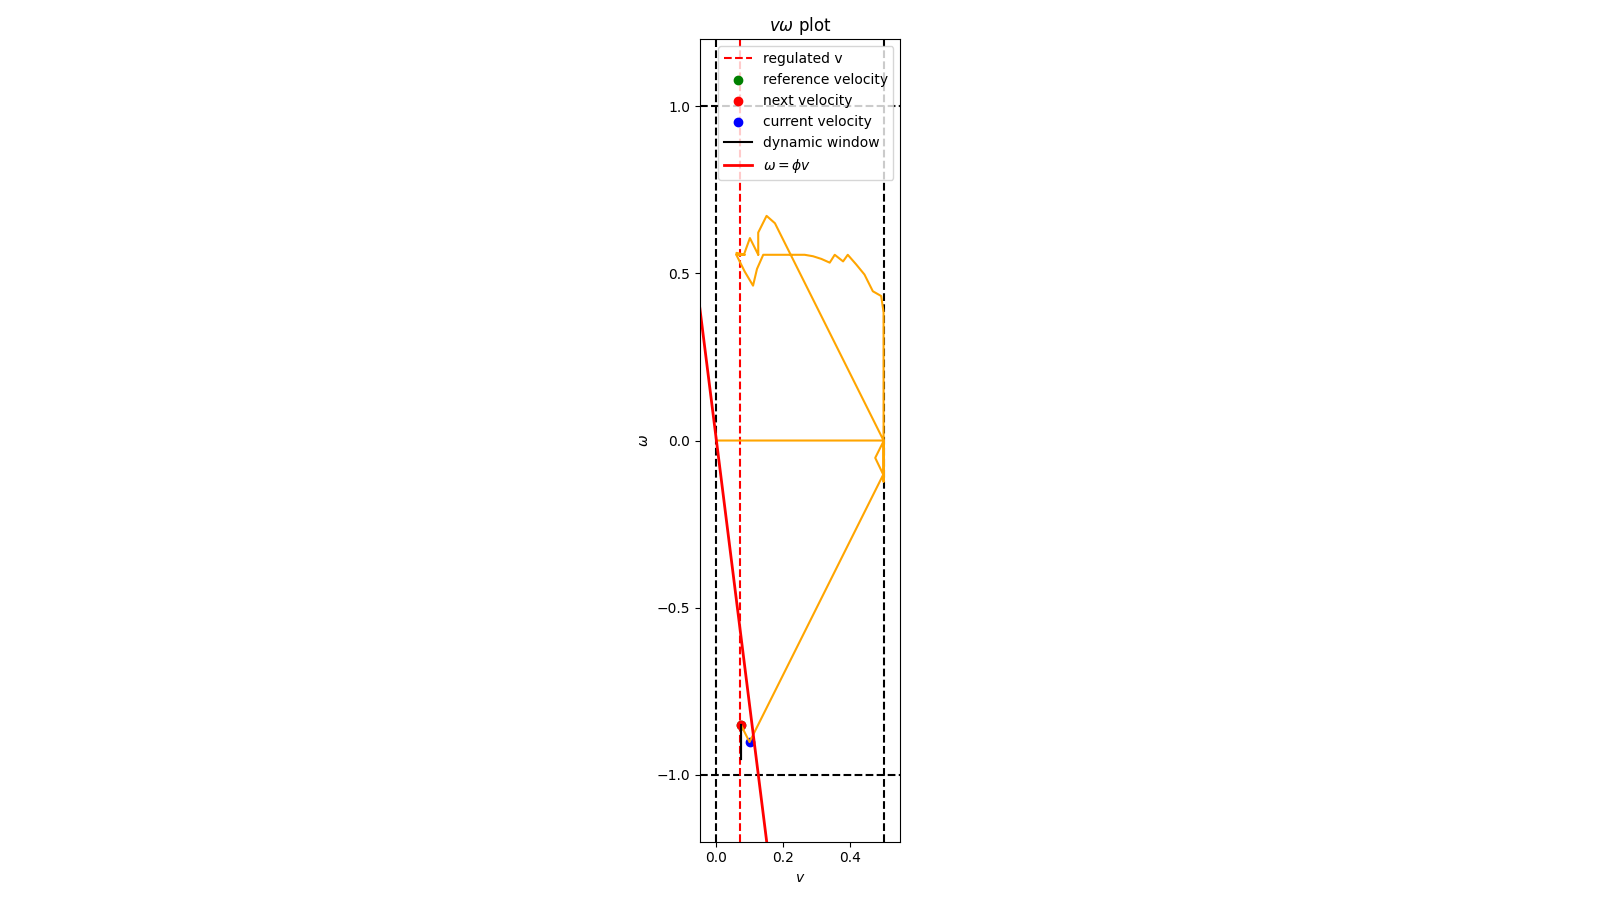 vω plot
regulated v
reference velocity
next velocity
current velocity
dynamic window
ω = ϕv
1.0
0.5
0.0
−0.5
−1.0
ω
0.0 0.2 0.4
v